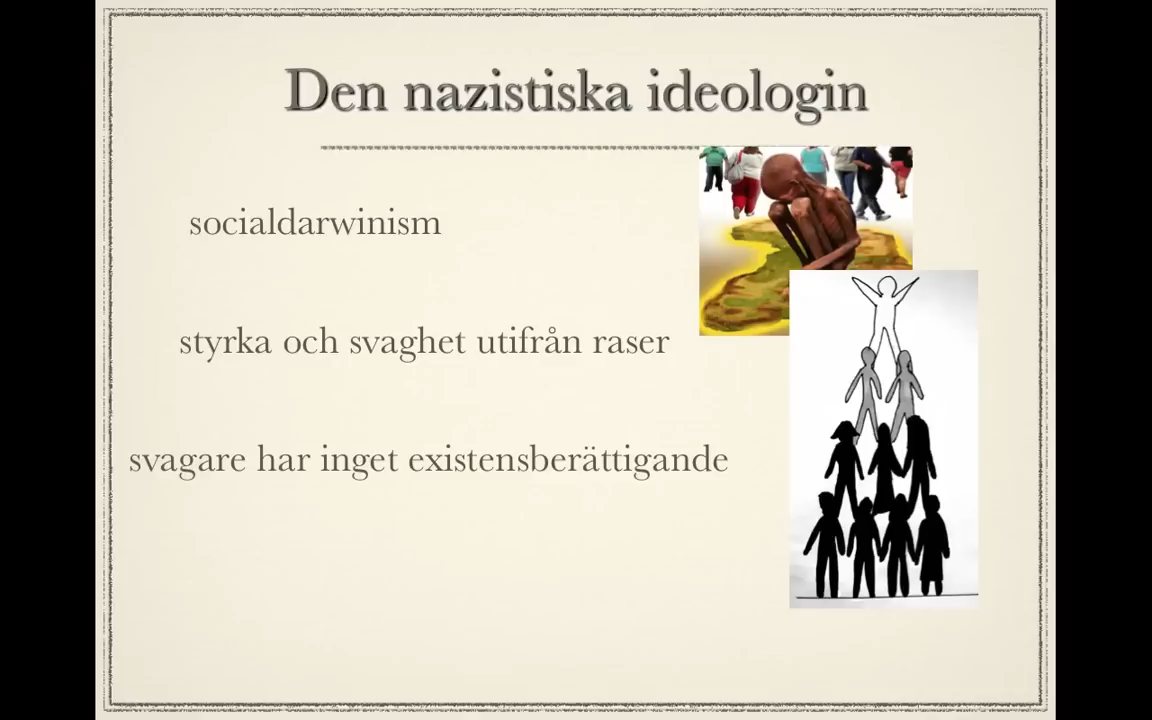 Den nazistiska ideologin
socialdarwinism
styrka och svaghet utifrån raser
svagare har inget existensberättigande